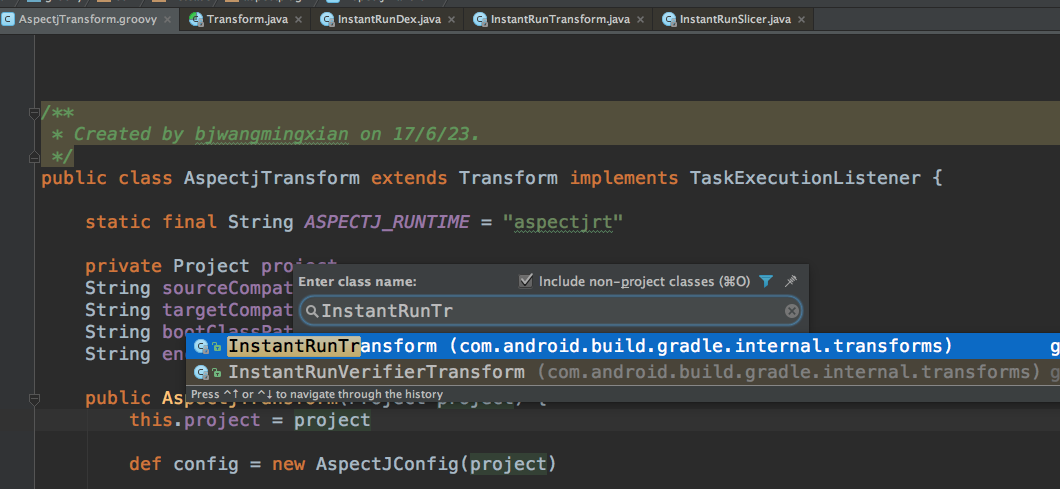 AspectjTransform.groovy × Transform.java × InstantRunDex.java × InstantRunTransform.java × InstantRunSlicer.java ×
/**
* Created by bjwangmingxian on 17/6/23.
*/
public class AspectjTransform extends Transform implements TaskExecutionListener {
static final String ASPECTJ_RUNTIME = "aspectjrt"
private Project project
String sourceCompat
Enter class name: Include non-project classes (⌘O)
String targetCompat
InstantRunTr
String bootClassPat
String en
InstantRunTransform (com.android.build.gradle.internal.transforms) g
InstantRunVerifierTransform (com.android.build.gradle.internal.transforms) g
Press ^↑ or ^↓ to navigate through the history
public AspectjTransform(Project project) {
this.project = project
def config = new AspectJConfig(project)